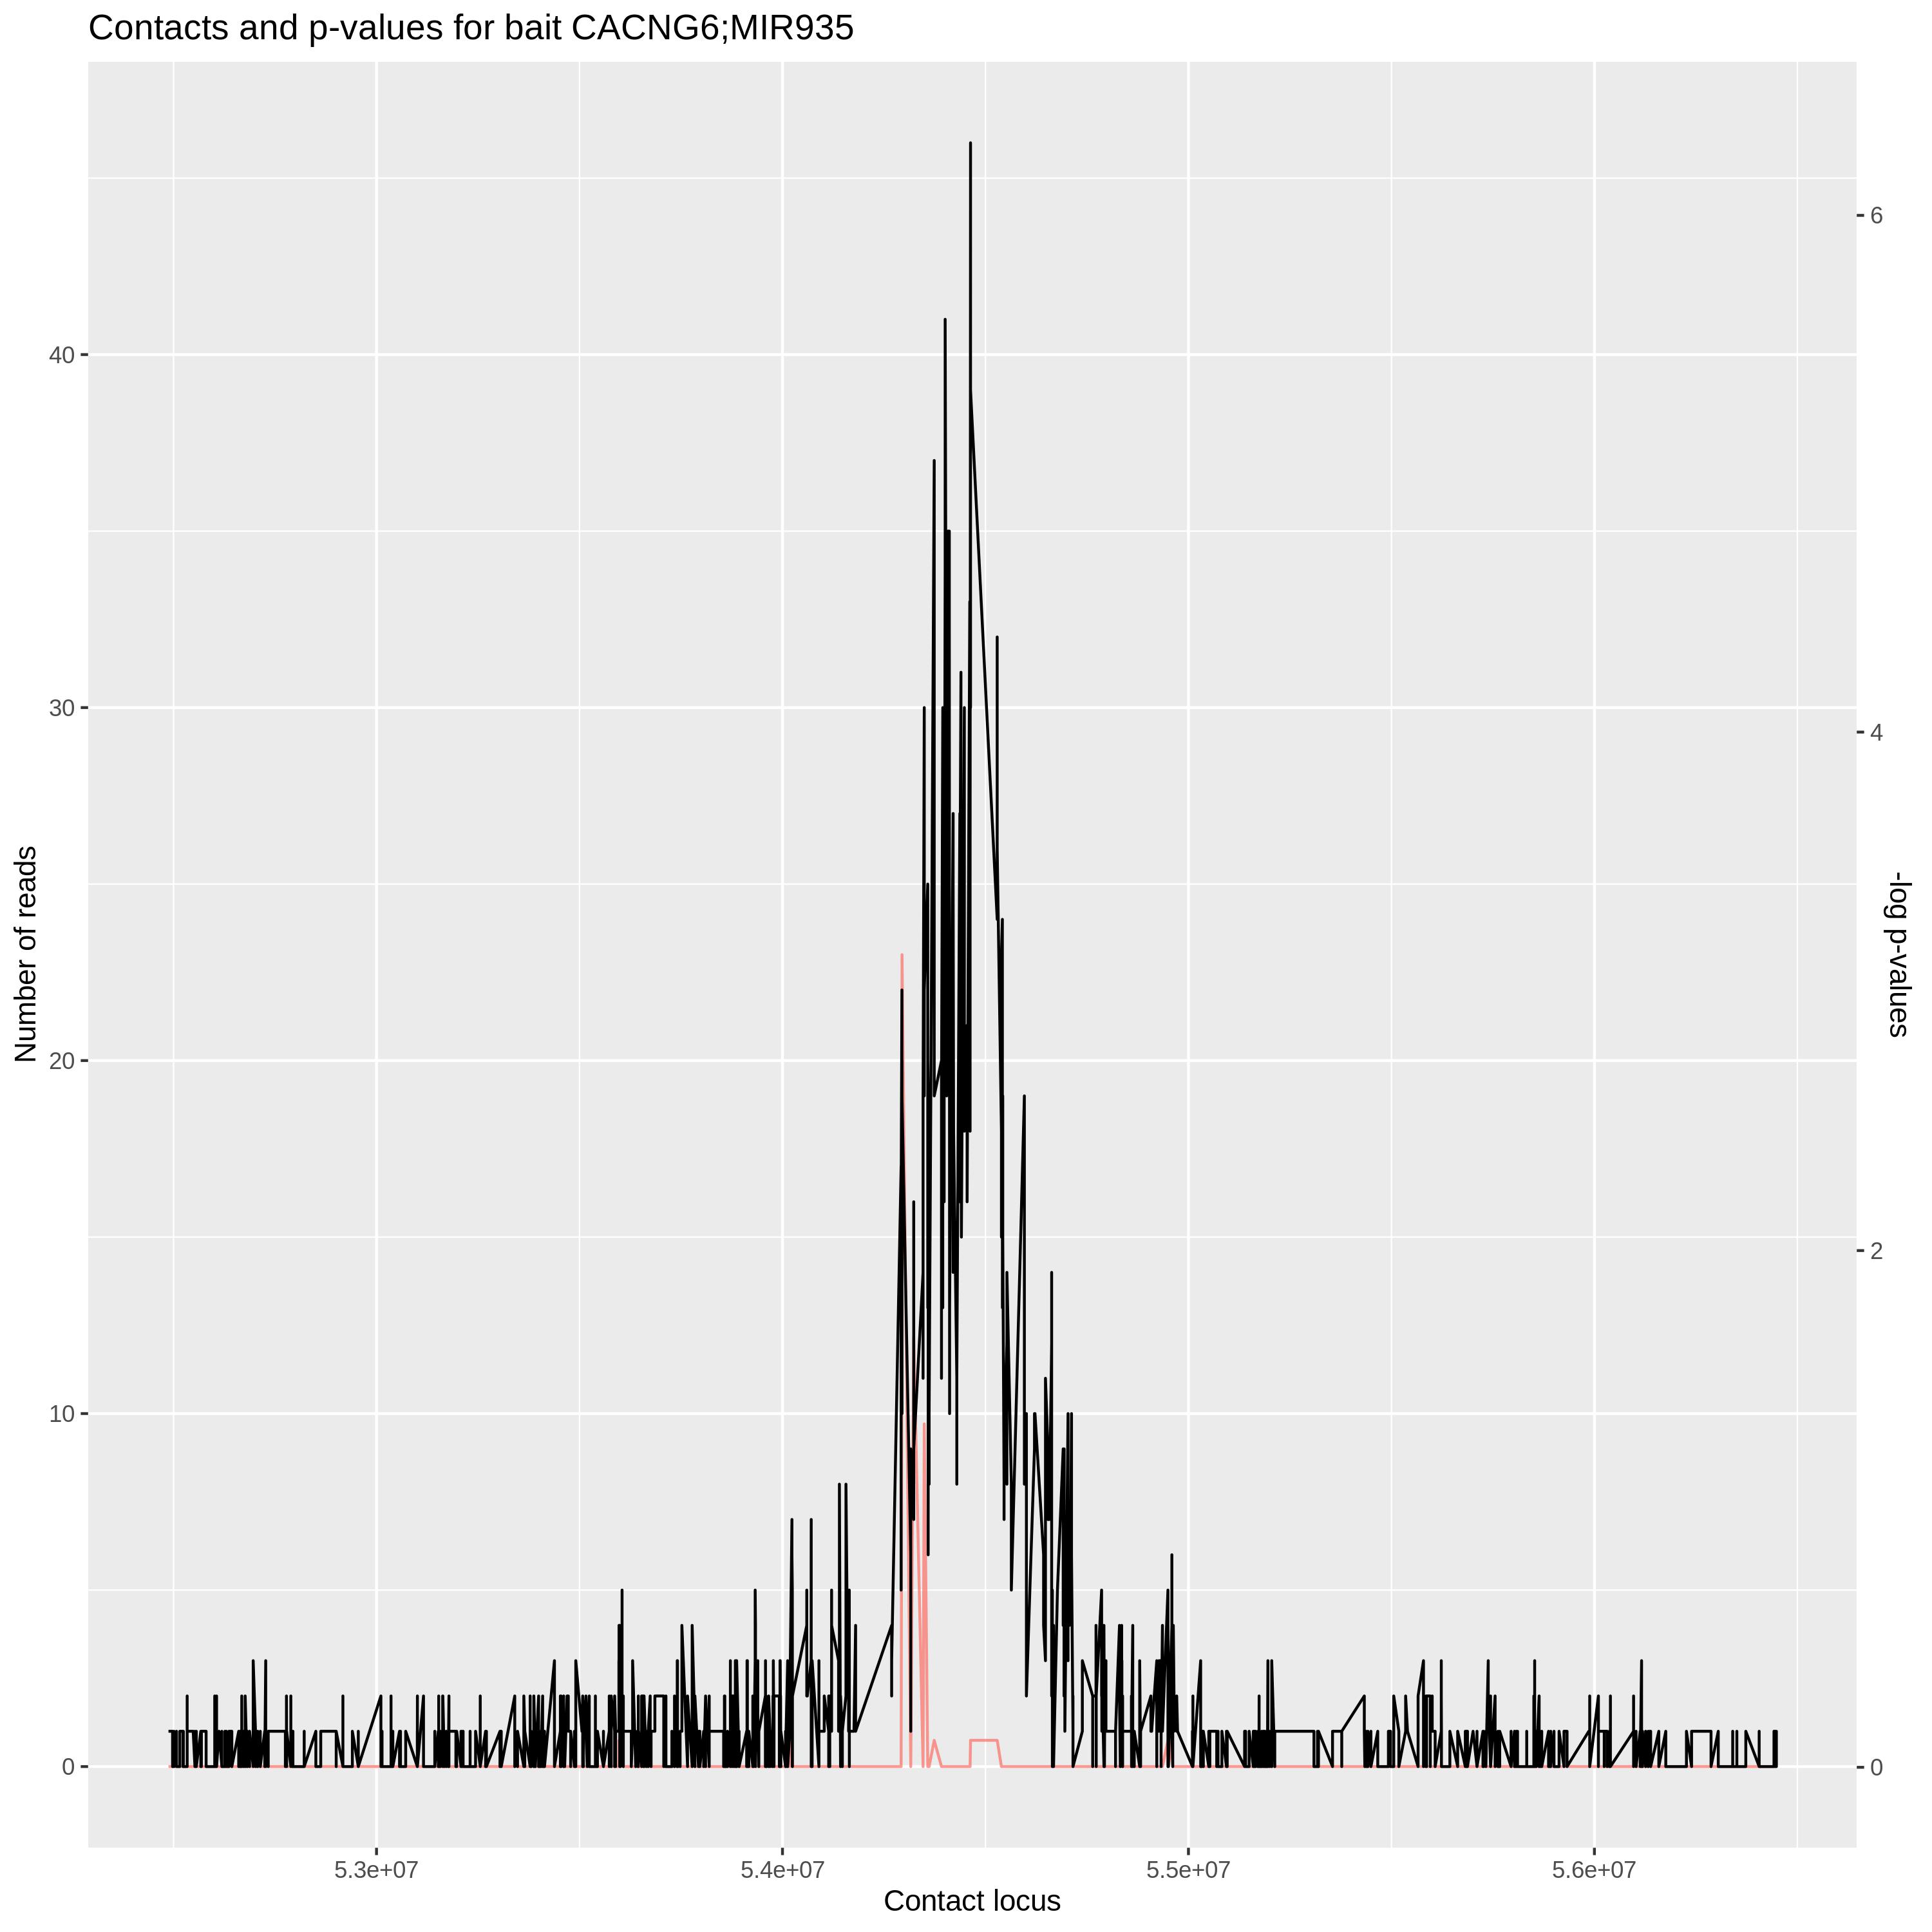 Contacts and p-values for bait CACNG6;MIR935
Number of reads
40
30
20
10
0
6
4
2
0
-log p-values
5.3e+07
5.4e+07
5.5e+07
5.6e+07
Contact locus